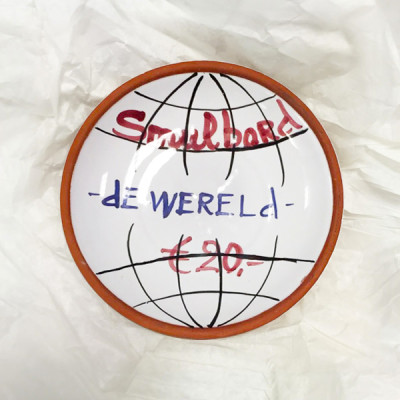 Smulbord
-dE WERELd-
€20,-